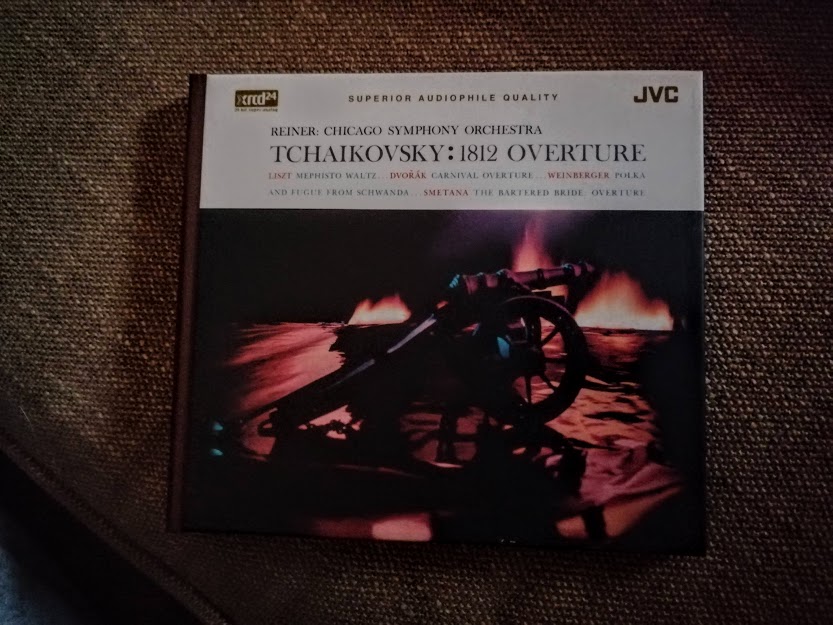 xrcd24
SUPERIOR AUDIOPHILE QUALITY
JVC
REINER: CHICAGO SYMPHONY ORCHESTRA
TCHAIKOVSKY: 1812 OVERTURE
LISZT MEPHISTO WALTZ... DVOŘÁK CARNIVAL OVERTURE... WEINBERGER POLKA
AND FUGUE FROM SCHWANDA... SMETANA THE BARTERED BRIDE: OVERTURE